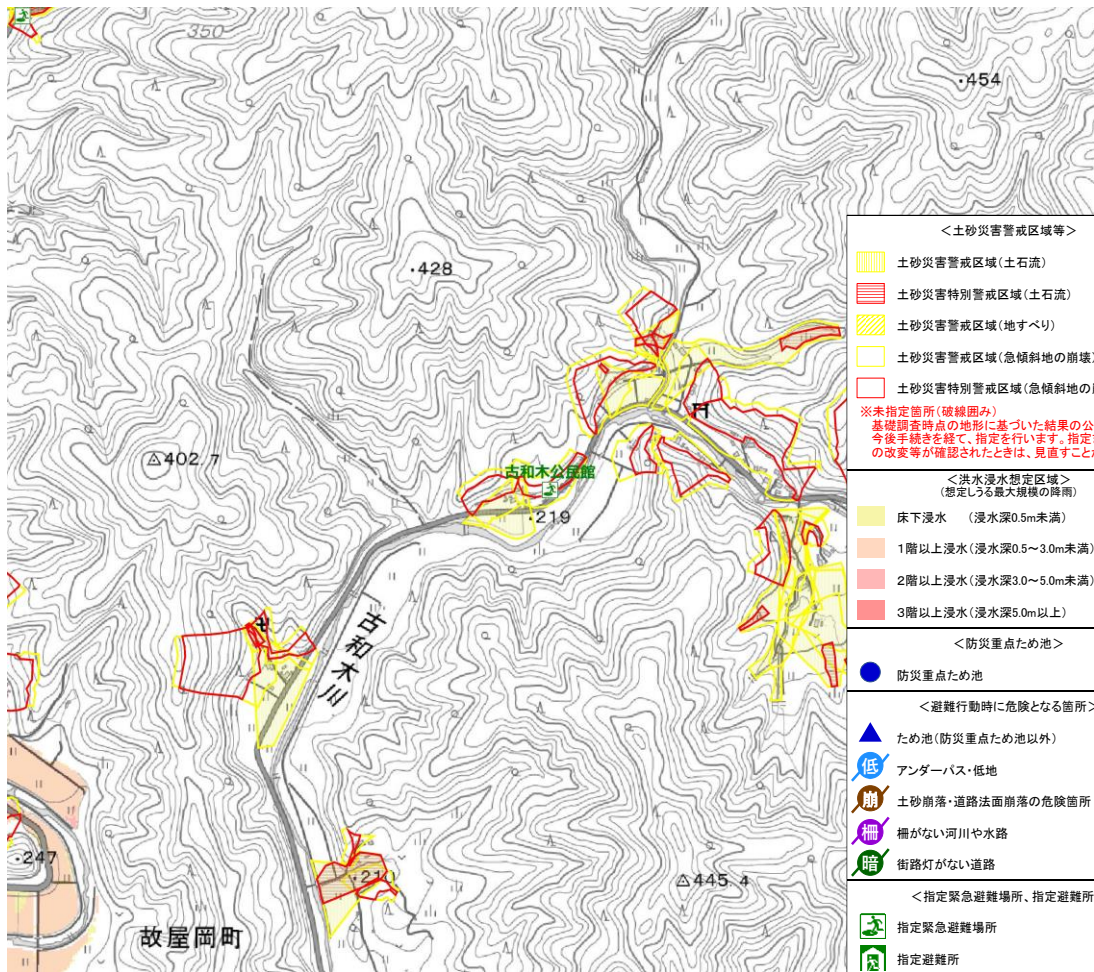 350
454
428
402.7
古和木公民館
219
古和木川
247
210
445.4
故屋岡町
＜土砂災害警戒区域等＞
土砂災害警戒区域（土石流）
土砂災害特別警戒区域（土石流）
土砂災害警戒区域（地すべり）
土砂災害警戒区域（急傾斜地の崩壊）
土砂災害特別警戒区域（急傾斜地の
※未指定箇所（破線囲み）
基礎調査時点の地形に基づいた結果の公
今後手続きを経て、指定を行います。指定
の改変等が確認されたときは、見直すことが
＜洪水浸水想定区域＞
（想定しうる最大規模の降雨）
床下浸水　（浸水深0.5m未満）
1階以上浸水（浸水深0.5～3.0m未満）
2階以上浸水（浸水深3.0～5.0m未満）
3階以上浸水（浸水深5.0m以上）
＜防災重点ため池＞
防災重点ため池
＜避難行動時に危険となる箇所＞
ため池（防災重点ため池以外）
低 アンダーパス・低地
崩 土砂崩落・道路法面崩落の危険箇所
柵 柵がない河川や水路
暗 街路灯がない道路
＜指定緊急避難場所、指定避難所
指定緊急避難場所
指定避難所